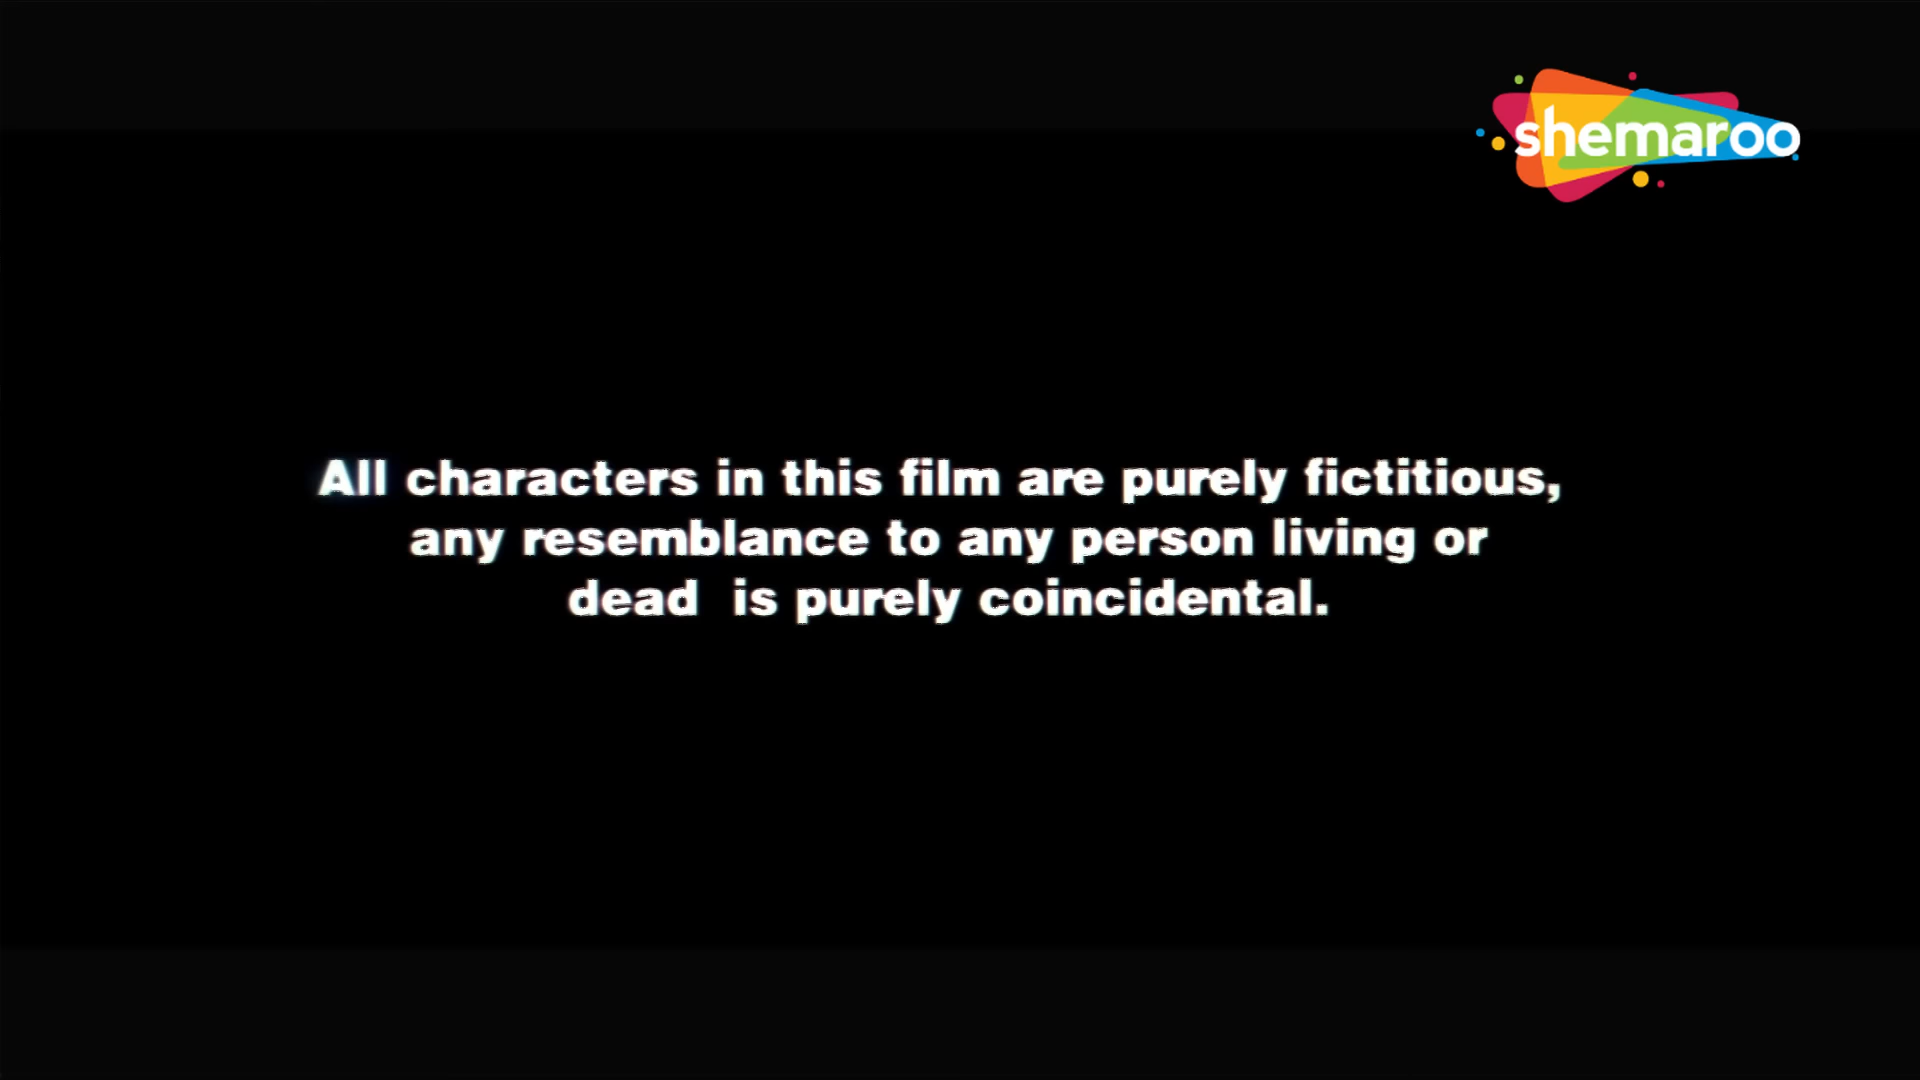 shemaroo
All characters in this film are purely fictitious,
any resemblance to any person living or
dead  is purely coincidental.